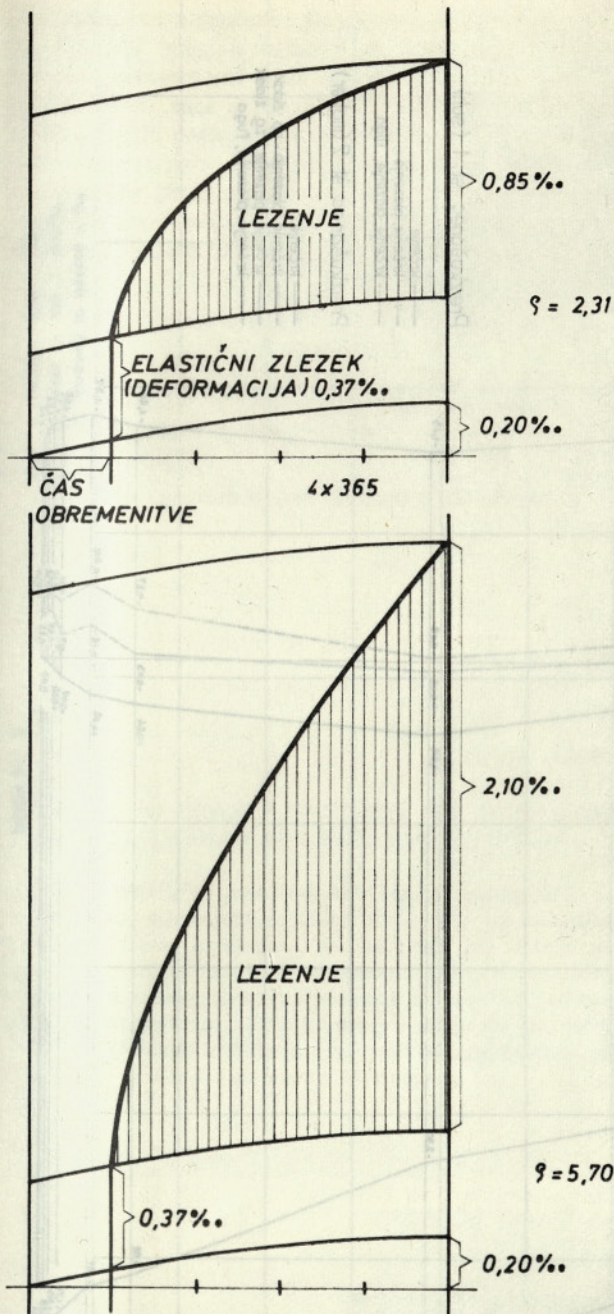 0,85‰
LEZENJE
ς = 2,31
ELASTIČNI ZLEZEK
(DEFORMACIJA) 0,37‰
0,20‰
ČAS
OBREMENITVE
4 x 365
2,10‰
LEZENJE
ς = 5,70
0,37‰
0,20‰